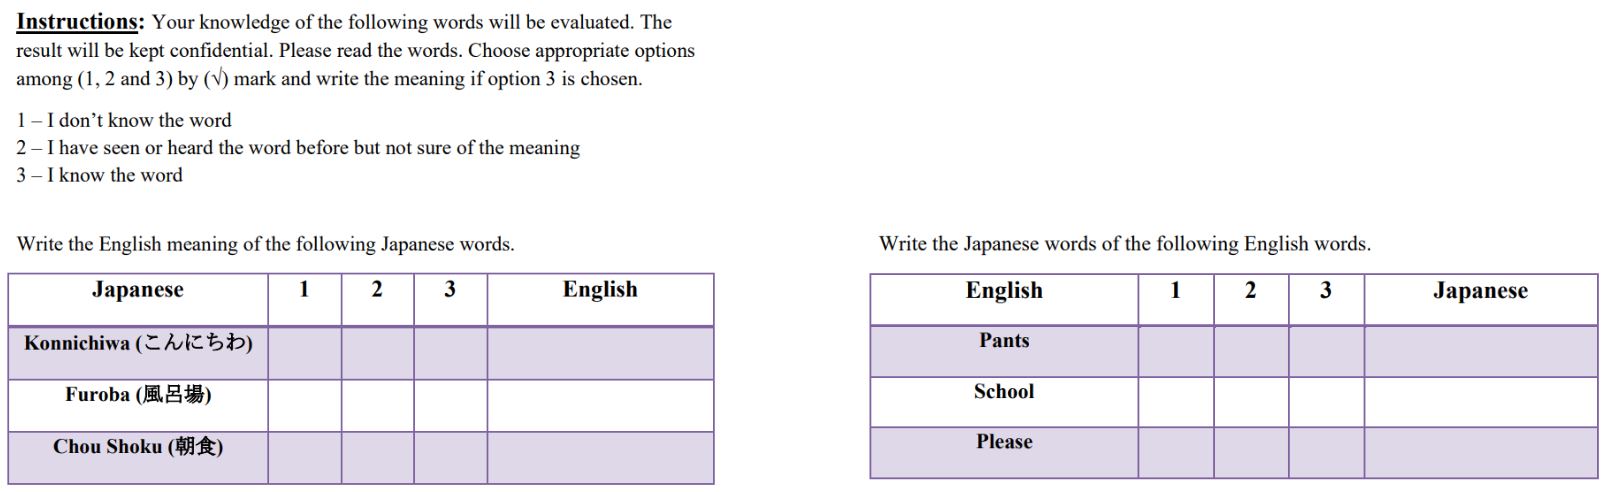 Instructions: Your knowledge of the following words will be evaluated. The
result will be kept confidential. Please read the words. Choose appropriate options
among (1, 2 and 3) by (√) mark and write the meaning if option 3 is chosen.
1 – I don’t know the word
2 – I have seen or heard the word before but not sure of the meaning
3 – I know the word
Write the English meaning of the following Japanese words.
Japanese 1 2 3 English
Konnichiwa (こんにちわ)
Furoba (風呂場)
Chou Shoku (朝食)
Write the Japanese words of the following English words.
English 1 2 3 Japanese
Pants
School
Please